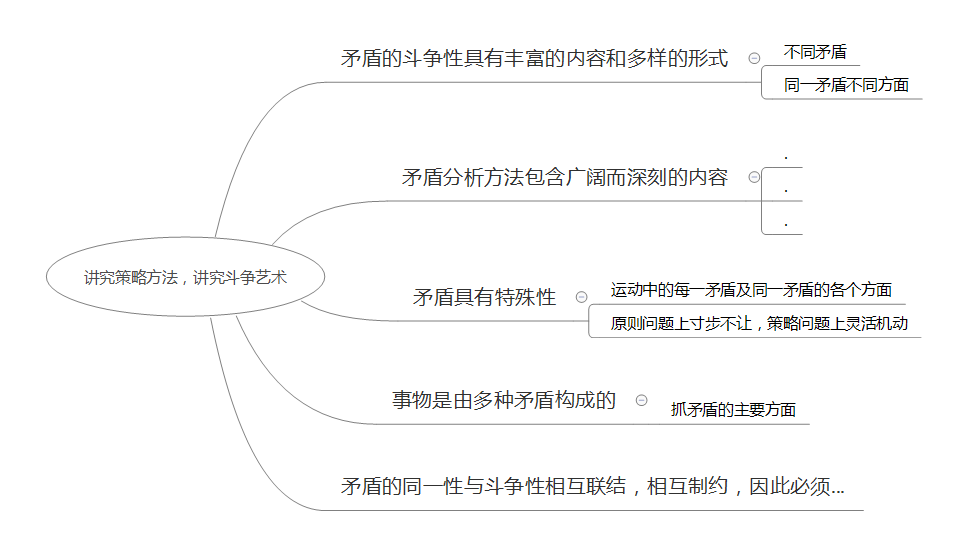 矛盾的斗争性具有丰富的内容和多样的形式
不同矛盾
同一矛盾不同方面
矛盾分析方法包含广阔而深刻的内容
.
.
.
讲究策略方法，讲究斗争艺术
矛盾具有特殊性
运动中的每一矛盾及同一矛盾的各个方面
原则问题上寸步不让，策略问题上灵活机动
事物是由多种矛盾构成的
抓矛盾的主要方面
矛盾的同一性与斗争性相互联结，相互制约，因此必须...